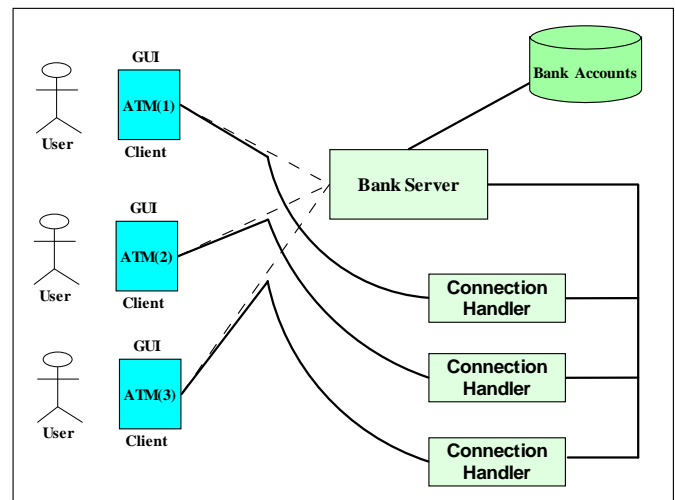 GUI
ATM(1)
User
Client
Bank Accounts
Bank Server
GUI
ATM(2)
User
Client
Connection
Handler
GUI
ATM(3)
User
Client
Connection
Handler
Connection
Handler